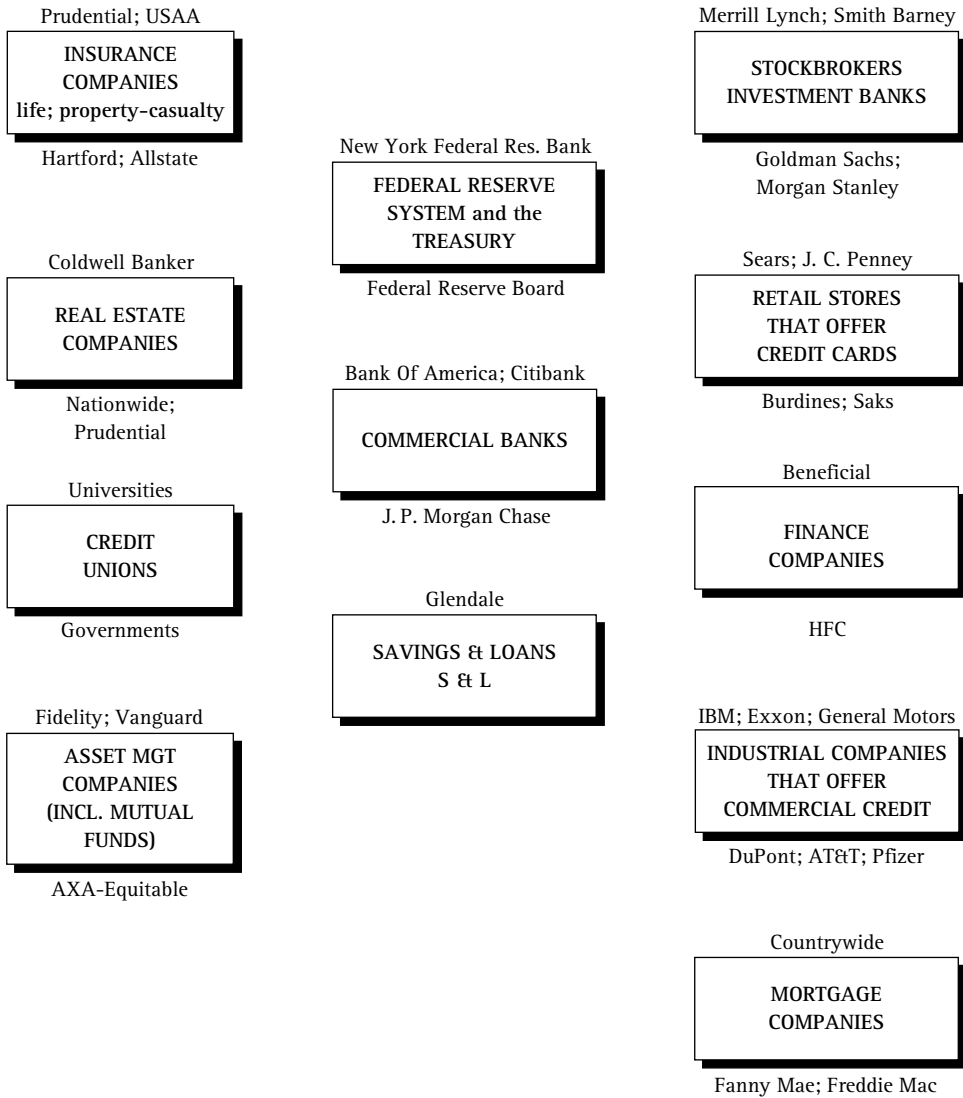 Prudential; USAA
INSURANCE
COMPANIES
life; property-casualty
Hartford; Allstate
Coldwell Banker
REAL ESTATE
COMPANIES
Nationwide;
Prudential
Universities
CREDIT
UNIONS
Governments
Fidelity; Vanguard
ASSET MGT
COMPANIES
(INCL. MUTUAL
FUNDS)
AXA-Equitable
New York Federal Res. Bank
FEDERAL RESERVE
SYSTEM and the
TREASURY
Federal Reserve Board
Bank Of America; Citibank
COMMERCIAL BANKS
J. P. Morgan Chase
Glendale
SAVINGS & LOANS
S & L
Merrill Lynch; Smith Barney
STOCKBROKERS
INVESTMENT BANKS
Goldman Sachs;
Morgan Stanley
Sears; J. C. Penney
RETAIL STORES
THAT OFFER
CREDIT CARDS
Burdines; Saks
Beneficial
FINANCE
COMPANIES
HFC
IBM; Exxon; General Motors
INDUSTRIAL COMPANIES
THAT OFFER
COMMERCIAL CREDIT
DuPont; AT&T; Pfizer
Countrywide
MORTGAGE
COMPANIES
Fanny Mae; Freddie Mac